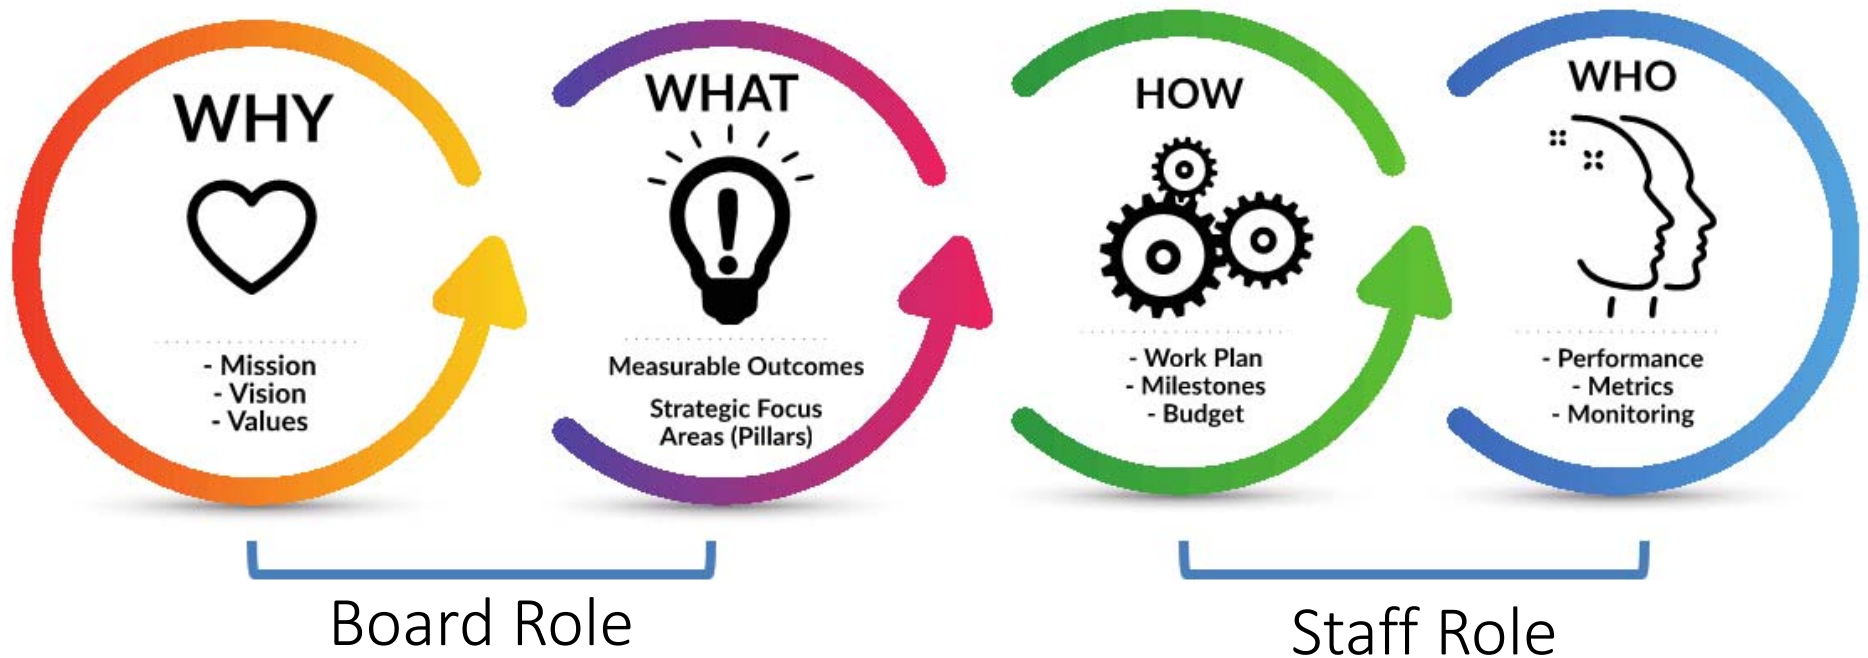 WHY
- Mission
- Vision
- Values
WHAT
Measurable Outcomes
Strategic Focus
Areas (Pillars)
HOW
- Work Plan
- Milestones
- Budget
WHO
- Performance
- Metrics
- Monitoring
Board Role
Staff Role